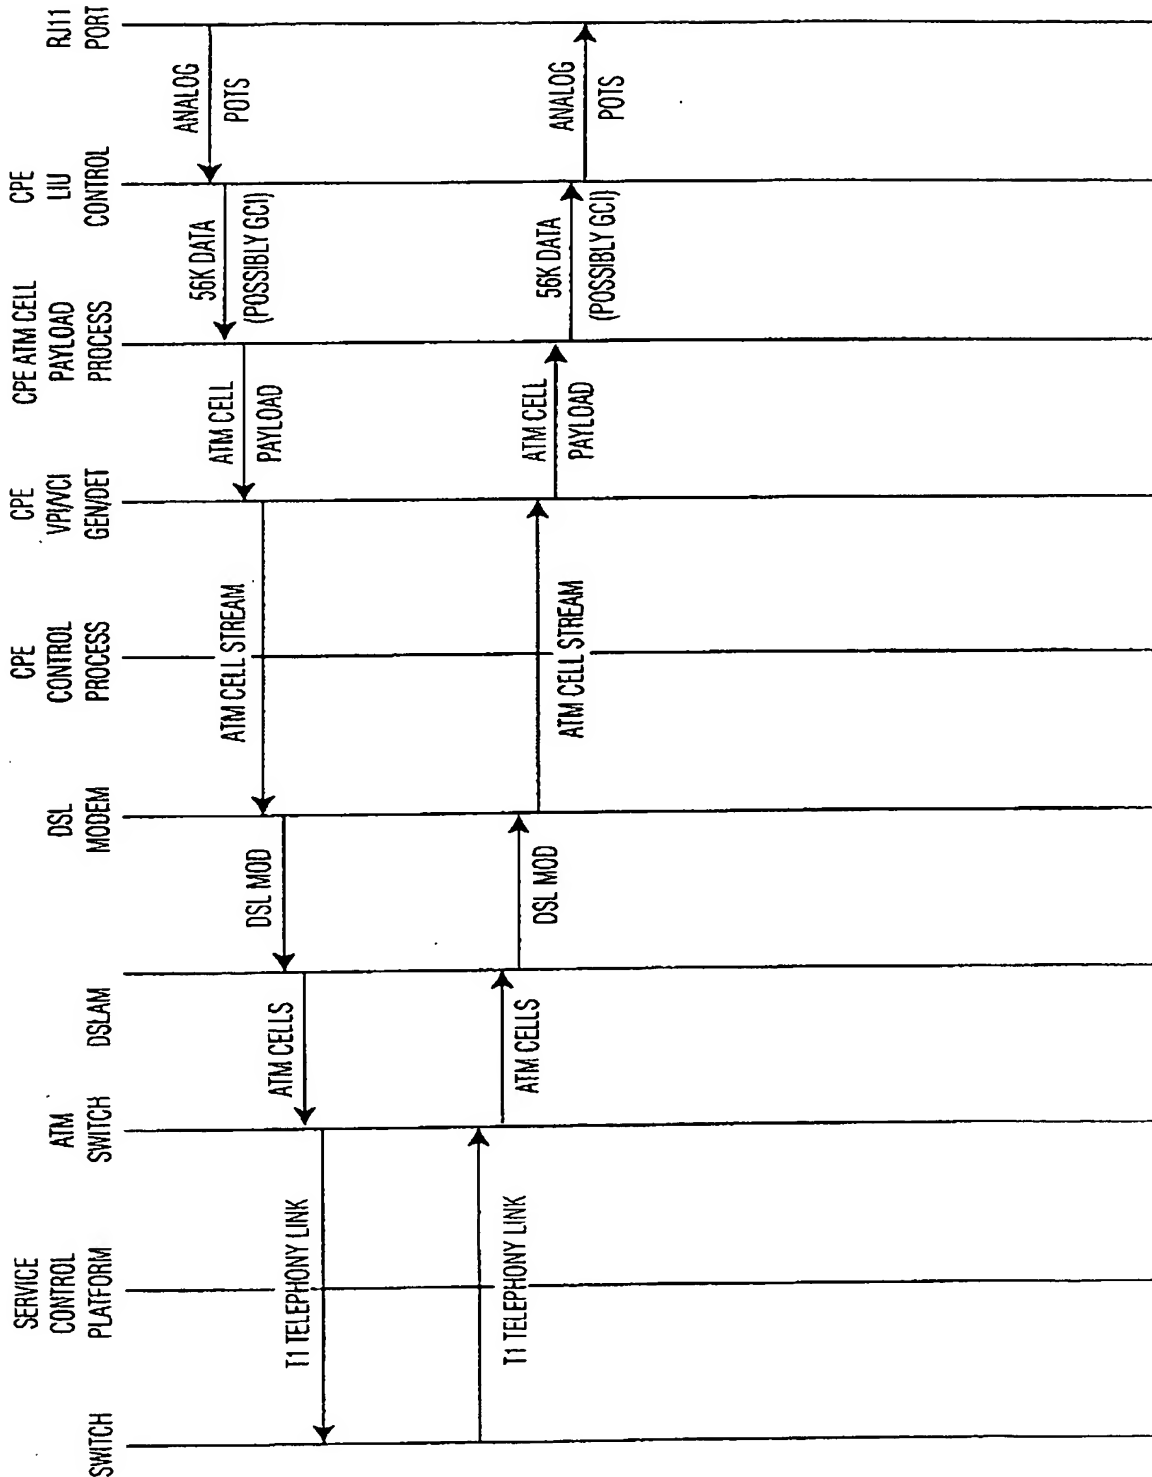 SWITCH
SERVICE
CONTROL
PLATFORM
ATM
SWITCH
DSLAM
DSL
MODEM
CPE
CONTROL
PROCESS
CPE
VPI/VCI
GEN/DET
CPE ATM CELL
PAYLOAD
PROCESS
CPE
LIU
CONTROL
RJ11
PORT
ANALOG
POTS
56K DATA
(POSSIBLY GCI)
ATM CELL
PAYLOAD
ATM CELL STREAM
DSL MOD
ATM CELLS
T1 TELEPHONY LINK
T1 TELEPHONY LINK
ATM CELLS
DSL MOD
ATM CELL STREAM
ATM CELL
PAYLOAD
56K DATA
(POSSIBLY GCI)
ANALOG
POTS